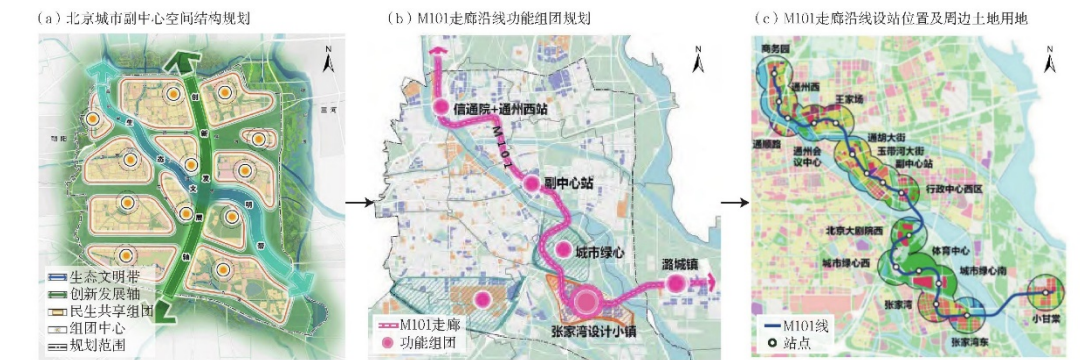 (a)北京城市副中心空间结构规划
N
朝阳
三河
创
新
发
展
轴
生
态
文
明
带
生态文明带
创新发展轴
民生共享组团
组团中心
规划范围
(b)M101走廊沿线功能组团规划
N
信通院+通州西站
M101
副中心站
城市绿心
潞城镇
张家湾设计小镇
M101走廊
功能组团
(c)M101走廊沿线设站位置及周边土地用地
N
商务园
通州西
王家场
通胡大街
玉带河大街
副中心站
通顺路
通州会
议中心
行政中心西区
北京大剧院西
体育中心
城市绿心西
城市绿心南
张家湾
小甘棠
张家湾东
M101线
站点